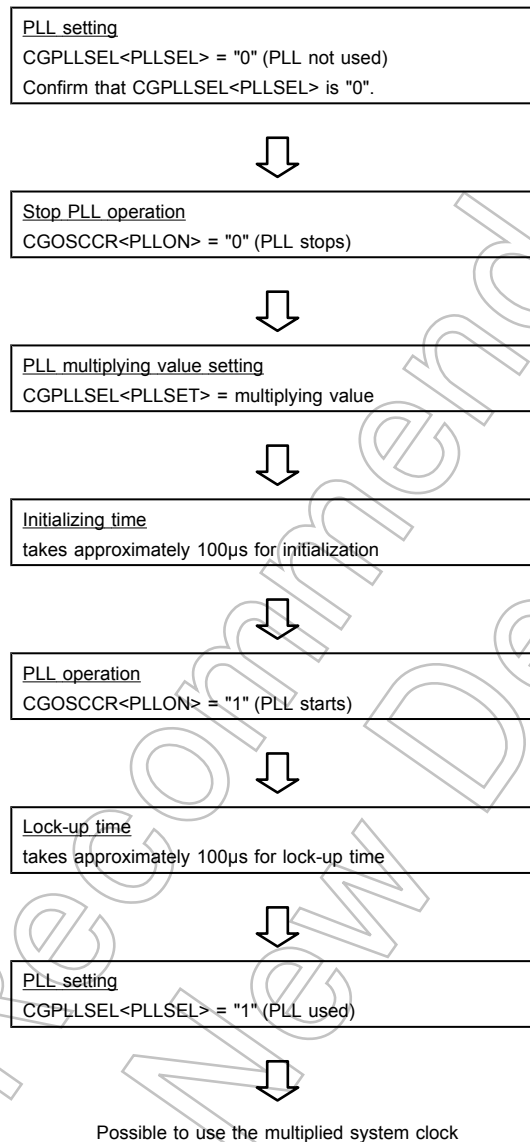 PLL setting
CGPLLSEL<PLLSEL> = "0" (PLL not used)
Confirm that CGPLLSEL<PLLSEL> is "0".
Stop PLL operation
CGOSCCR<PLLON> = "0" (PLL stops)
PLL multiplying value setting
CGPLLSEL<PLLSET> = multiplying value
Initializing time
takes approximately 100µs for initialization
PLL operation
CGOSCCR<PLLON> = "1" (PLL starts)
Lock-up time
takes approximately 100µs for lock-up time
PLL setting
CGPLLSEL<PLLSEL> = "1" (PLL used)
Possible to use the multiplied system clock
Recommend
New De